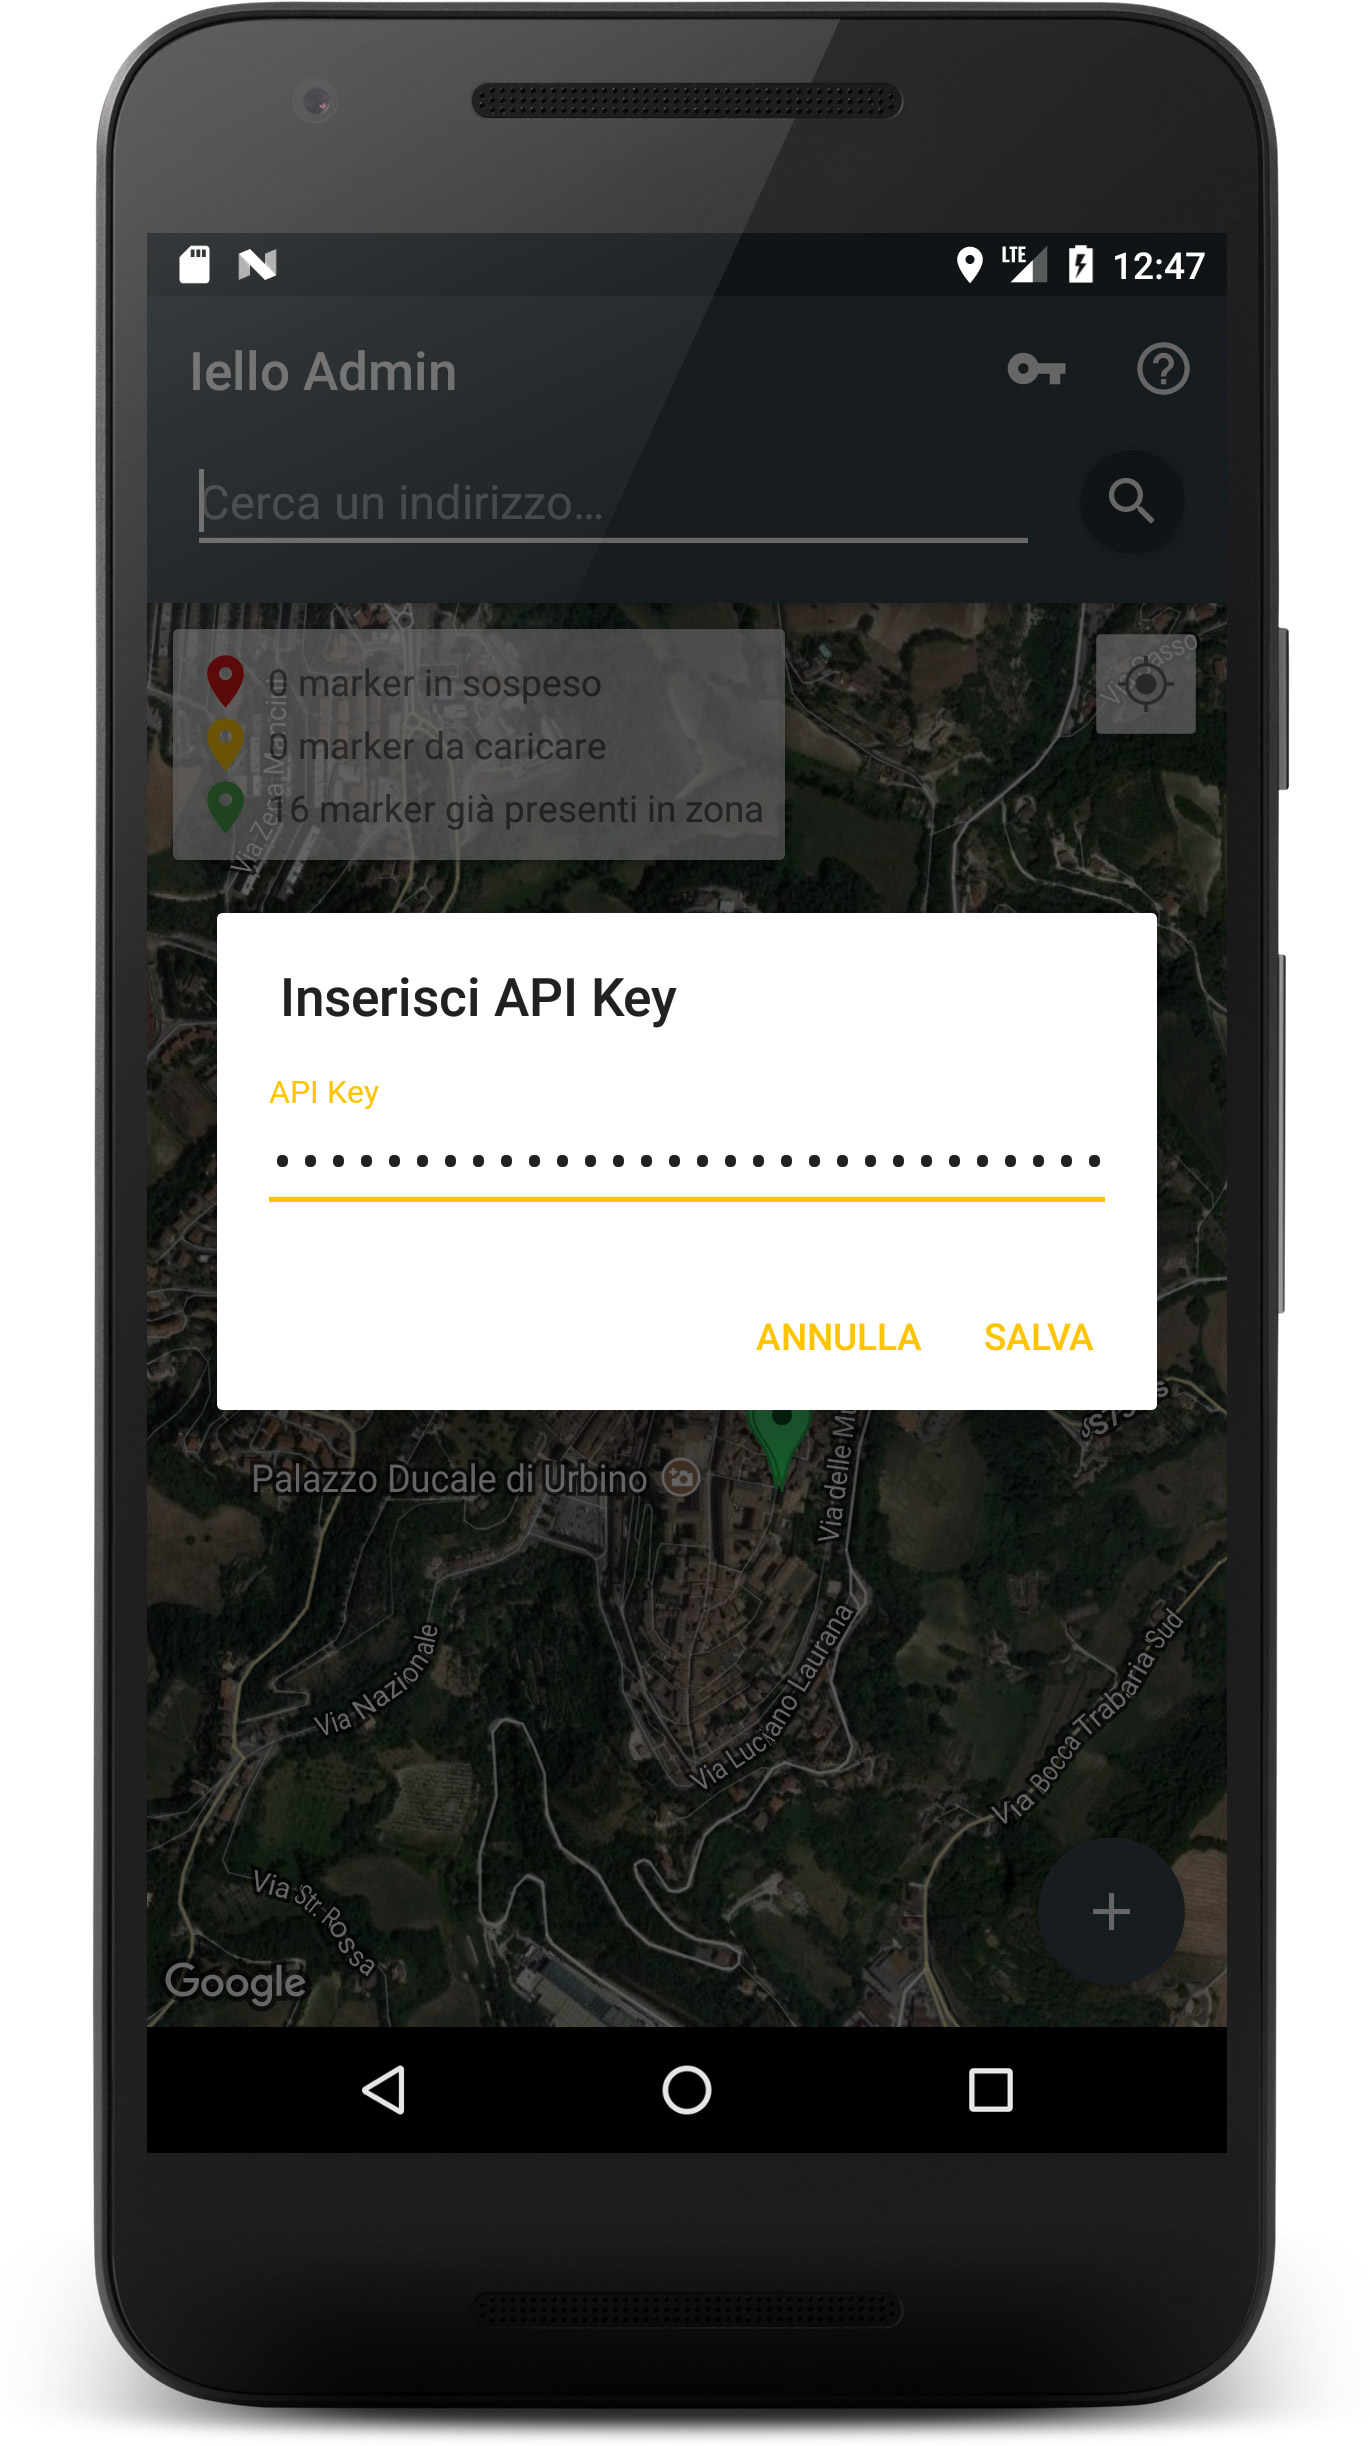 LTE 12:47
Iello Admin
Cerca un indirizzo...
Via Zena Mancini
0 marker in sospeso
0 marker da caricare
16 marker già presenti in zona
Inserisci API Key
API Key
ANNULLA SALVA
Palazzo Ducale di Urbino
Via Nazionale
Via Luciano Laurana
Via Bocca Trabaria Sud
Via Str. Rossa
Google